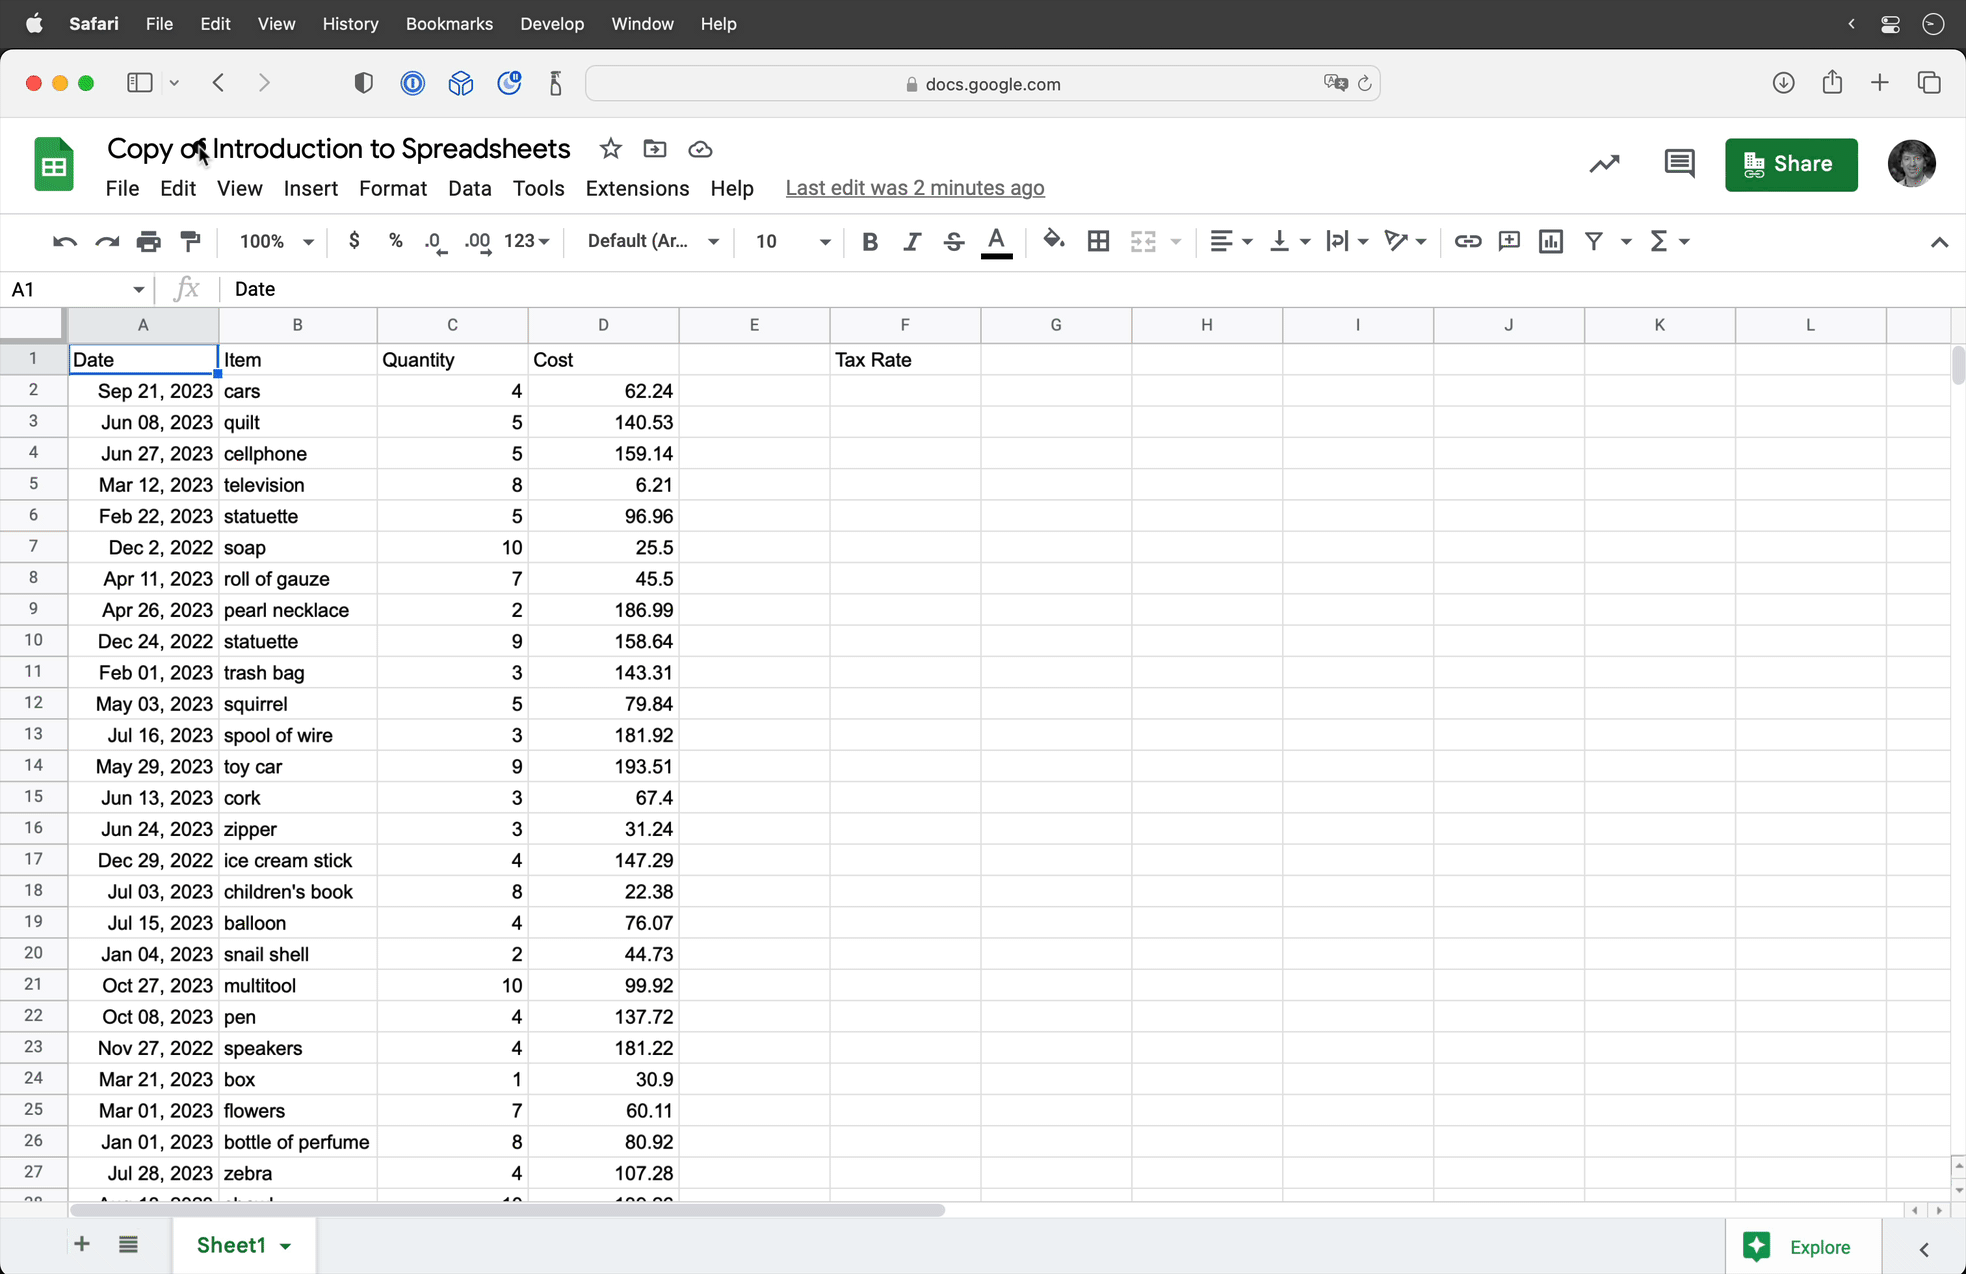 Safari File Edit View History Bookmarks Develop Window Help
docs.google.com
Copy of Introduction to Spreadsheets
File Edit View Insert Format Data Tools Extensions Help Last edit was 2 minutes ago
Share
100% $ % .0 .00 123 Default (Ar... 10 B I S A
A1 fx Date
A B C D E F G H I J K L
1 Date Item Quantity Cost Tax Rate
2 Sep 21, 2023 cars 4 62.24
3 Jun 08, 2023 quilt 5 140.53
4 Jun 27, 2023 cellphone 5 159.14
5 Mar 12, 2023 television 8 6.21
6 Feb 22, 2023 statuette 5 96.96
7 Dec 2, 2022 soap 10 25.5
8 Apr 11, 2023 roll of gauze 7 45.5
9 Apr 26, 2023 pearl necklace 2 186.99
10 Dec 24, 2022 statuette 9 158.64
11 Feb 01, 2023 trash bag 3 143.31
12 May 03, 2023 squirrel 5 79.84
13 Jul 16, 2023 spool of wire 3 181.92
14 May 29, 2023 toy car 9 193.51
15 Jun 13, 2023 cork 3 67.4
16 Jun 24, 2023 zipper 3 31.24
17 Dec 29, 2022 ice cream stick 4 147.29
18 Jul 03, 2023 children's book 8 22.38
19 Jul 15, 2023 balloon 4 76.07
20 Jan 04, 2023 snail shell 2 44.73
21 Oct 27, 2023 multitool 10 99.92
22 Oct 08, 2023 pen 4 137.72
23 Nov 27, 2022 speakers 4 181.22
24 Mar 21, 2023 box 1 30.9
25 Mar 01, 2023 flowers 7 60.11
26 Jan 01, 2023 bottle of perfume 8 80.92
27 Jul 28, 2023 zebra 4 107.28
Sheet1 Explore